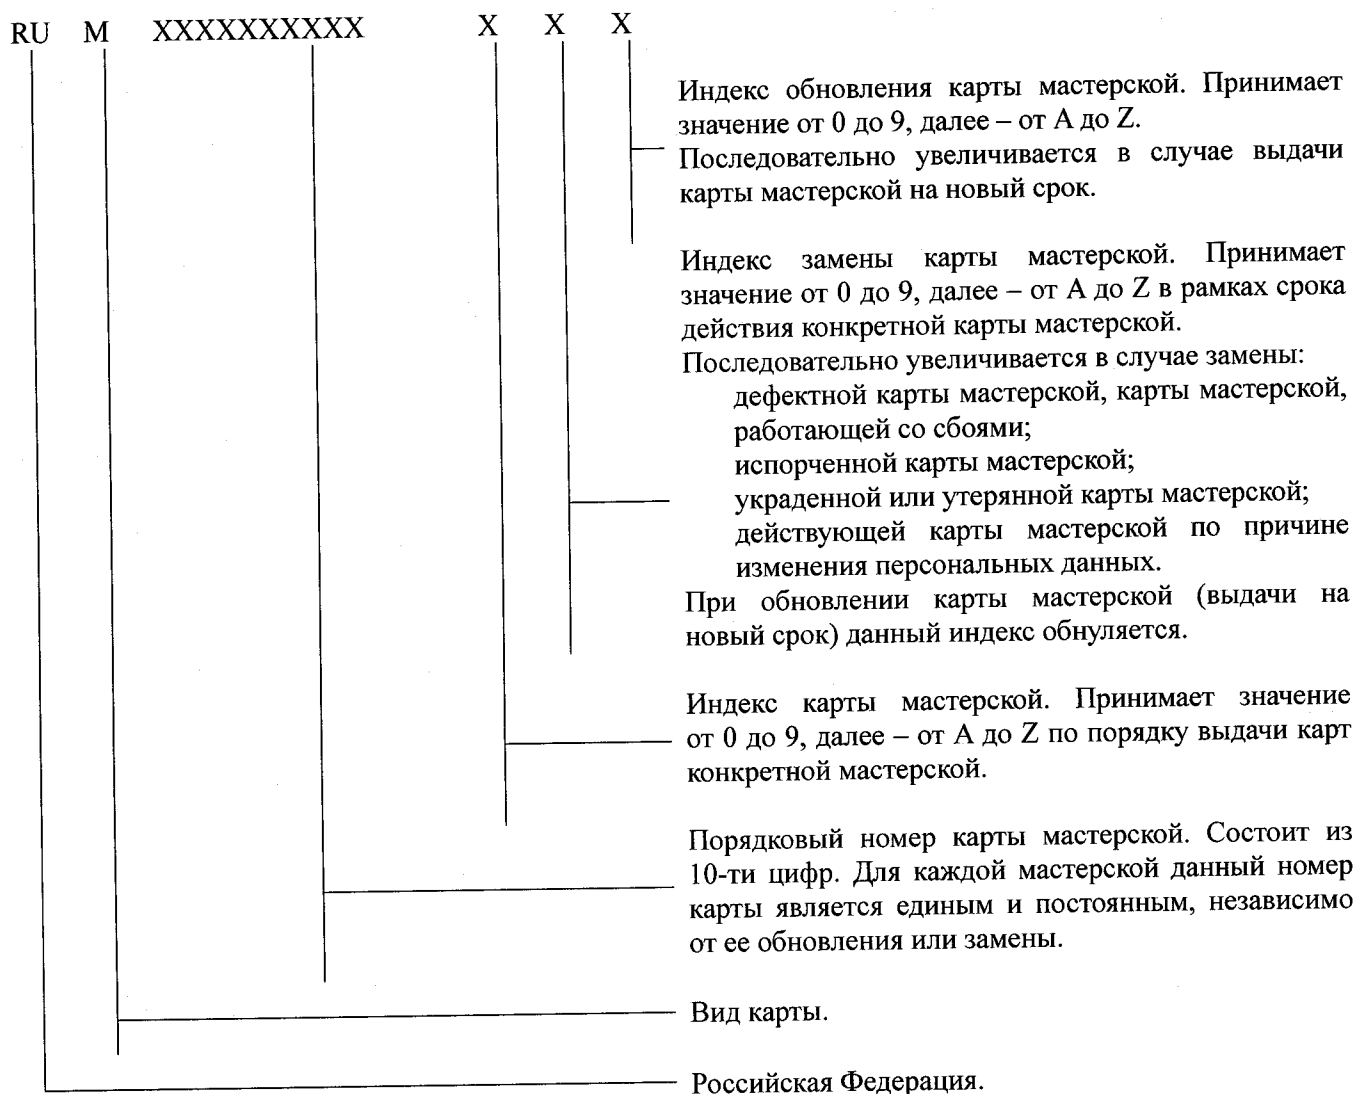 RU M XXXXXXXXXX X X X
Индекс обновления карты мастерской. Принимает
значение от 0 до 9, далее – от A до Z.
Последовательно увеличивается в случае выдачи
карты мастерской на новый срок.
Индекс замены карты мастерской. Принимает
значение от 0 до 9, далее – от A до Z в рамках срока
действия конкретной карты мастерской.
Последовательно увеличивается в случае замены:
дефектной карты мастерской, карты мастерской,
работающей со сбоями;
испорченной карты мастерской;
украденной или утерянной карты мастерской;
действующей карты мастерской по причине
изменения персональных данных.
При обновлении карты мастерской (выдачи на
новый срок) данный индекс обнуляется.
Индекс карты мастерской. Принимает значение
от 0 до 9, далее – от A до Z по порядку выдачи карт
конкретной мастерской.
Порядковый номер карты мастерской. Состоит из
10-ти цифр. Для каждой мастерской данный номер
карты является единым и постоянным, независимо
от ее обновления или замены.
Вид карты.
Российская Федерация.